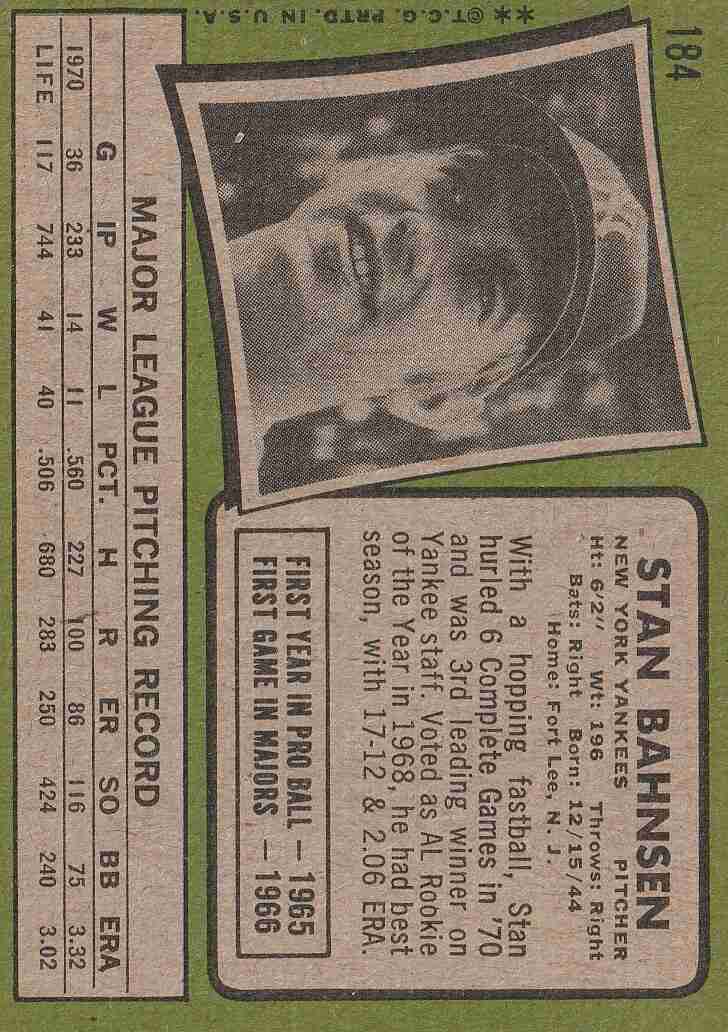 184
STAN BAHNSEN
NEW YORK YANKEES PITCHER
Ht: 6'2" Wt: 196 Throws: Right
Bats: Right Born: 12/15/44
Home: Fort Lee, N. J.
With a hopping fastball, Stan
hurled 6 Complete Games in '70
and was 3rd leading winner on
Yankee staff. Voted as AL Rookie
of the Year in 1968, he had best
season, with 17-12 & 2.06 ERA.
FIRST YEAR IN PRO BALL — 1965
FIRST GAME IN MAJORS — 1966
MAJOR LEAGUE PITCHING RECORD
G IP W L PCT. H R ER SO BB ERA
1970 36 233 14 11 .560 227 100 86 116 75 3.32
LIFE 117 744 41 40 .506 680 283 250 424 240 3.02
**©T.C.G. PRTD. IN U.S.A.